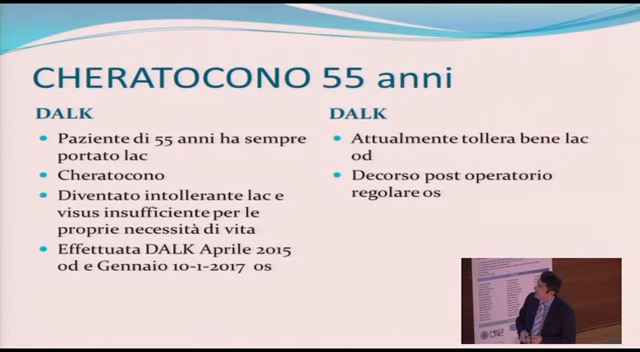 CHERATOCONO 55 anni
DALK
Paziente di 55 anni ha sempre
portato lac
Cheratocono
Diventato intollerante lac e
visus insufficiente per le
proprie necessità di vita
Effettuata DALK Aprile 2015
od e Gennaio 10-1-2017 os
DALK
Attualmente tollera bene lac
od
Decorso post operatorio
regolare os